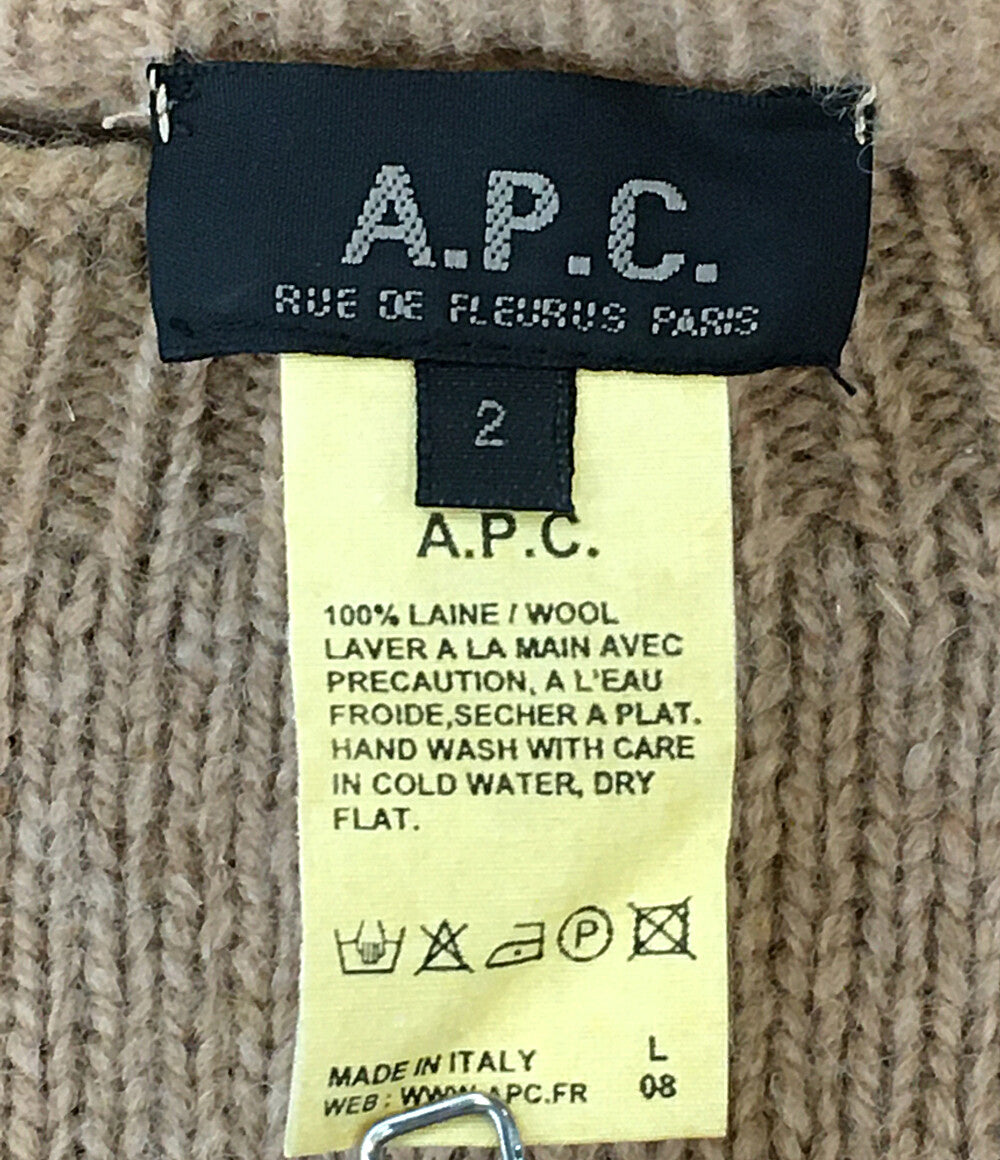 A.P.C.
RUE DE FLEURUS PARIS
2
A.P.C.
100% LAINE / WOOL
LAVER A LA MAIN AVEC
PRECAUTION, A L'EAU
FROIDE,SECHER A PLAT.
HAND WASH WITH CARE
IN COLD WATER, DRY
FLAT.
P
MADE IN ITALY L
WEB : WWW.APC.FR 08